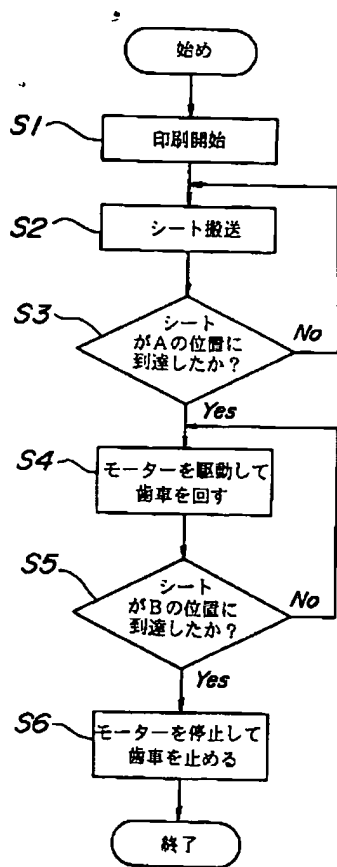 始め
S1
印刷開始
S2
シート搬送
S3
シート
がAの位置に
到達したか?
No
Yes
S4
モーターを駆動して
歯車を回す
S5
シート
がBの位置に
到達したか?
No
Yes
S6
モーターを停止して
歯車を止める
終了